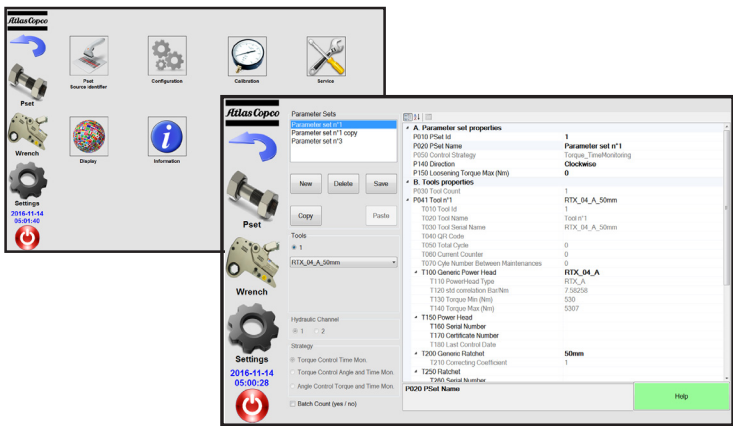 Atlas Copco
Pset
Source identifier
Configuration
Calibration
Service
Pset
Wrench
Display
Information
Settings
2016-11-14
05:01:40
Atlas Copco
Pset
Wrench
Settings
2016-11-14
05:00:28
Parameter Sets
Parameter set n°1
Parameter set n°1 copy
Parameter set n°3
New
Delete
Save
Copy
Paste
Tools
1
RTX_04_A_50mm
Hydraulic Channel
1
2
Strategy
Torque Control Time Mon.
Torque Control Angle and Time Mon.
Angle Control Torque and Time Mon.
Batch Count (yes / no)
A. Parameter set properties
P010 PSet Id 1
P020 PSet Name Parameter set n°1
P050 Control Strategy Torque_TimeMonitoring
P140 Direction Clockwise
P150 Loosening Torque Max (Nm) 0
B. Tools properties
P030 Tool Count 1
P041 Tool n°1 RTX_04_A_50mm
T010 Tool Id 1
T020 Tool Name Tool n°1
T030 Tool Serial Name RTX_04_A_50mm
T040 QR Code
T050 Total Cycle 0
T060 Current Counter 0
T070 Cyle Number Between Maintenances 0
T100 Generic Power Head RTX_04_A
T110 PowerHead Type RTX_A
T120 std correlation Bar/Nm 7.58258
T130 Torque Min (Nm) 530
T140 Torque Max (Nm) 5307
T150 Power Head
T160 Serial Number
T170 Certificate Number
T180 Last Control Date
T200 Generic Ratchet 50mm
T210 Correcting Coefficient 1
T250 Ratchet
T260 Serial Number
P020 PSet Name
Help